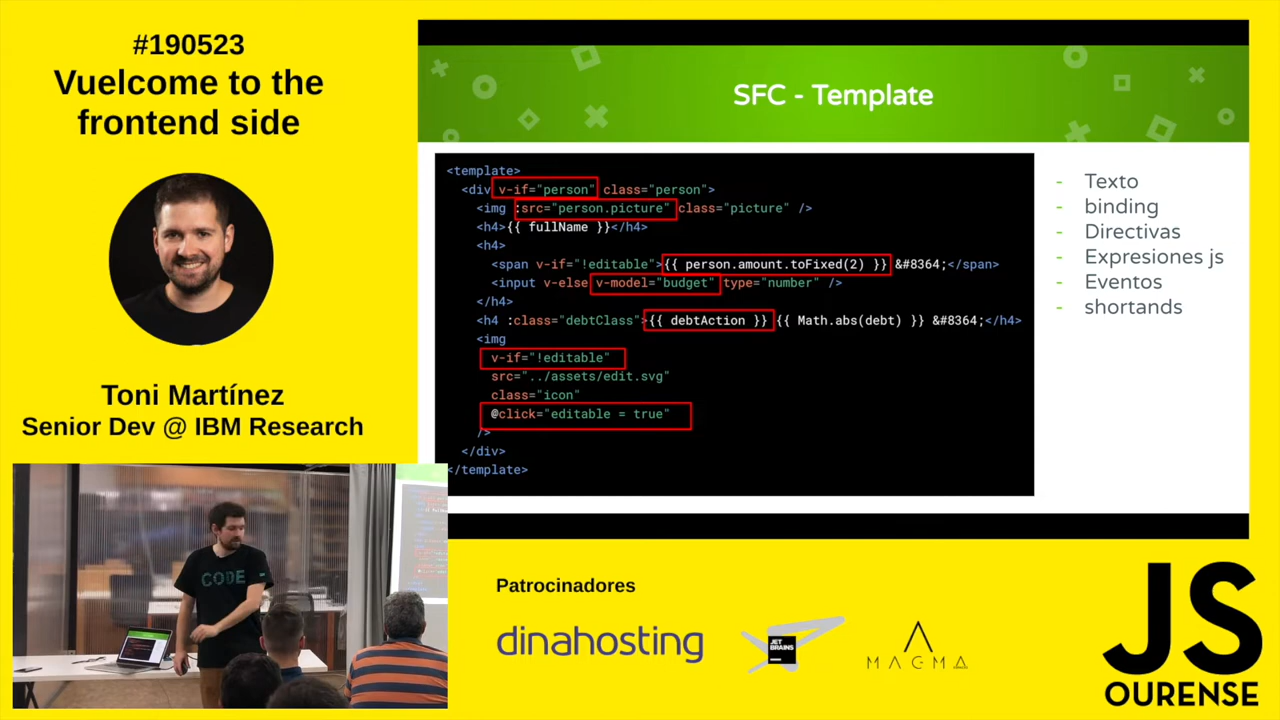 #190523
Vuelcome to the
frontend side
Toni Martínez
Senior Dev @ IBM Research
CODE
SFC - Template
<template>
<div v-if="person" class="person">
<img :src="person.picture" class="picture" />
<h4>{{ fullName }}</h4>
<h4>
<span v-if="!editable">{{ person.amount.toFixed(2) }} &#8364;</span>
<input v-else v-model="budget" type="number" />
</h4>
<h4 :class="debtClass">{{ debtAction }} {{ Math.abs(debt) }} &#8364;</h4>
<img
v-if="!editable"
src="../assets/edit.svg"
class="icon"
@click="editable = true"
/>
</div>
</template>
- Texto
- binding
- Directivas
- Expresiones js
- Eventos
- shortands
Patrocinadores
dinahosting
JET
BRAINS
MAGMA
JS
OURENSE